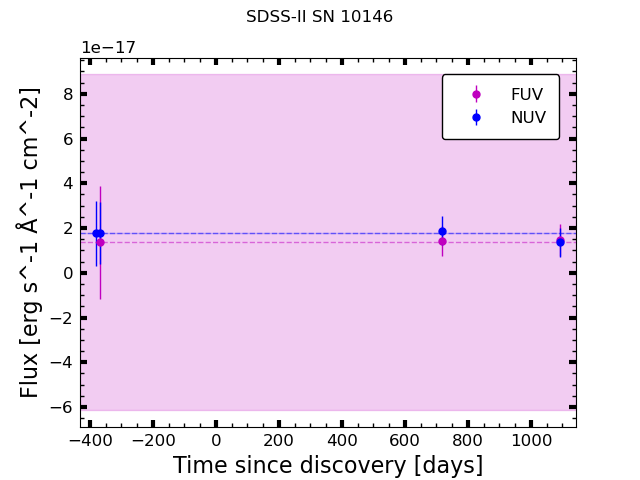 SDSS-II SN 10146
1e−17
FUV
NUV
8
6
4
2
0
−2
−4
−6
Flux [erg s^-1 Å^-1 cm^-2]
−400 −200 0 200 400 600 800 1000
Time since discovery [days]